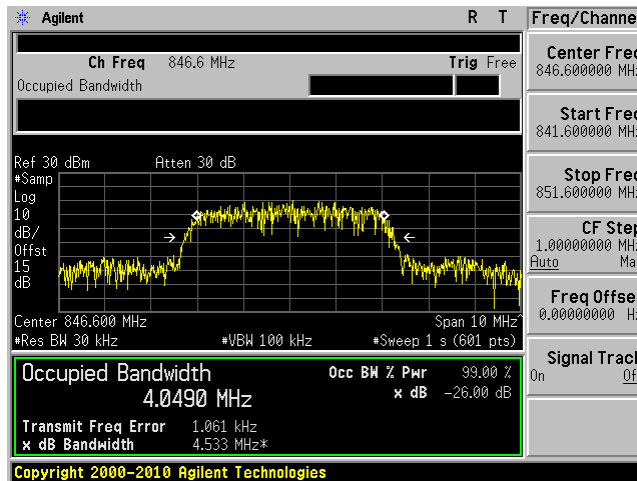 Agilent R T Freq/Channe
Ch Freq 846.6 MHz Trig Free
Occupied Bandwidth
Center Freq
846.600000 MHz
Start Freq
841.600000 MHz
Stop Freq
851.600000 MHz
CF Step
1.00000000 MHz
Auto Ma
Freq Offse
0.00000000 Hz
Signal Track
On Of
Ref 30 dBm Atten 30 dB
#Samp
Log
10
dB/
Offst
15
dB
Center 846.600 MHz Span 10 MHz
#Res BW 30 kHz #VBW 100 kHz #Sweep 1 s (601 pts)
Occupied Bandwidth Occ BW % Pwr 99.00 %
4.0490 MHz x dB -26.00 dB
Transmit Freq Error 1.061 kHz
x dB Bandwidth 4.533 MHz*
Copyright 2000-2010 Agilent Technologies